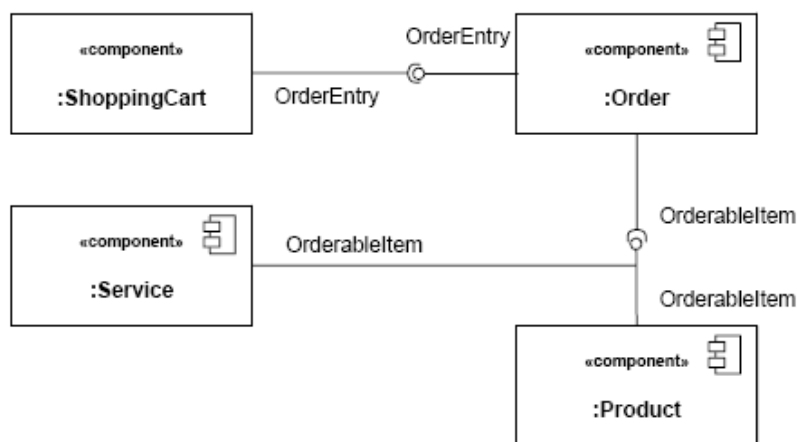 «component»
:ShoppingCart
OrderEntry
OrderEntry
«component»
:Order
«component»
:Service
OrderableItem
OrderableItem
OrderableItem
«component»
:Product